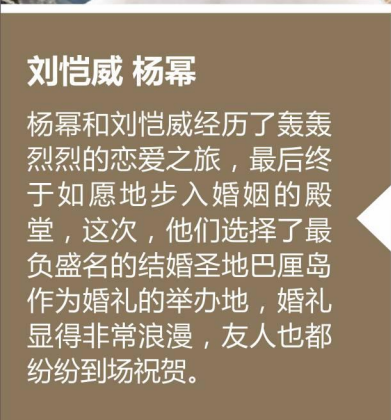 刘恺威 杨幂
杨幂和刘恺威经历了轰轰
烈烈的恋爱之旅，最后终
于如愿地步入婚姻的殿
堂，这次，他们选择了最
负盛名的结婚圣地巴厘岛
作为婚礼的举办地，婚礼
显得非常浪漫，友人也都
纷纷到场祝贺。